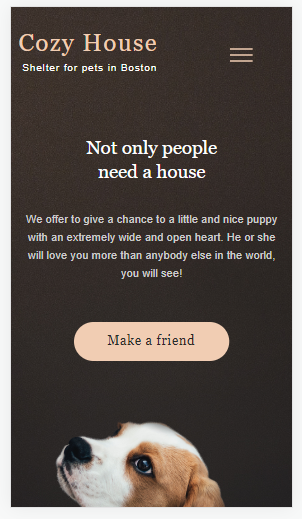 Cozy House
Shelter for pets in Boston
Not only people
need a house
We offer to give a chance to a little and nice puppy
with an extremely wide and open heart. He or she
will love you more than anybody else in the world,
you will see!
Make a friend